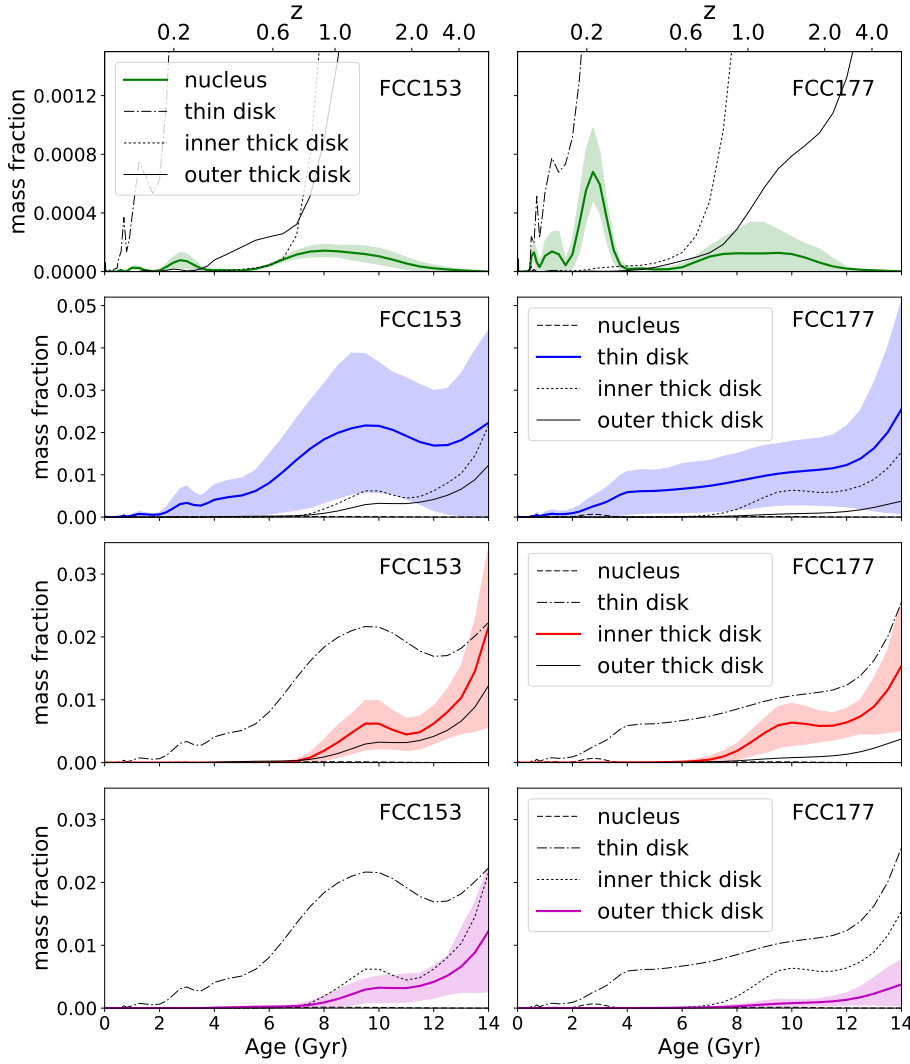 z z
0.2 0.6 1.0 2.0 4.0 0.2 0.6 1.0 2.0 4.0
mass fraction
0.0012
0.0008
0.0004
0.0000
nucleus
thin disk
inner thick disk
outer thick disk
FCC153
FCC177
mass fraction
0.05
0.04
0.03
0.02
0.01
0.00
FCC153
nucleus
thin disk
inner thick disk
outer thick disk
FCC177
mass fraction
0.03
0.02
0.01
0.00
FCC153
nucleus
thin disk
inner thick disk
outer thick disk
FCC177
mass fraction
0.03
0.02
0.01
0.00
FCC153
nucleus
thin disk
inner thick disk
outer thick disk
FCC177
0 2 4 6 8 10 12 14 0 2 4 6 8 10 12 14
Age (Gyr) Age (Gyr)